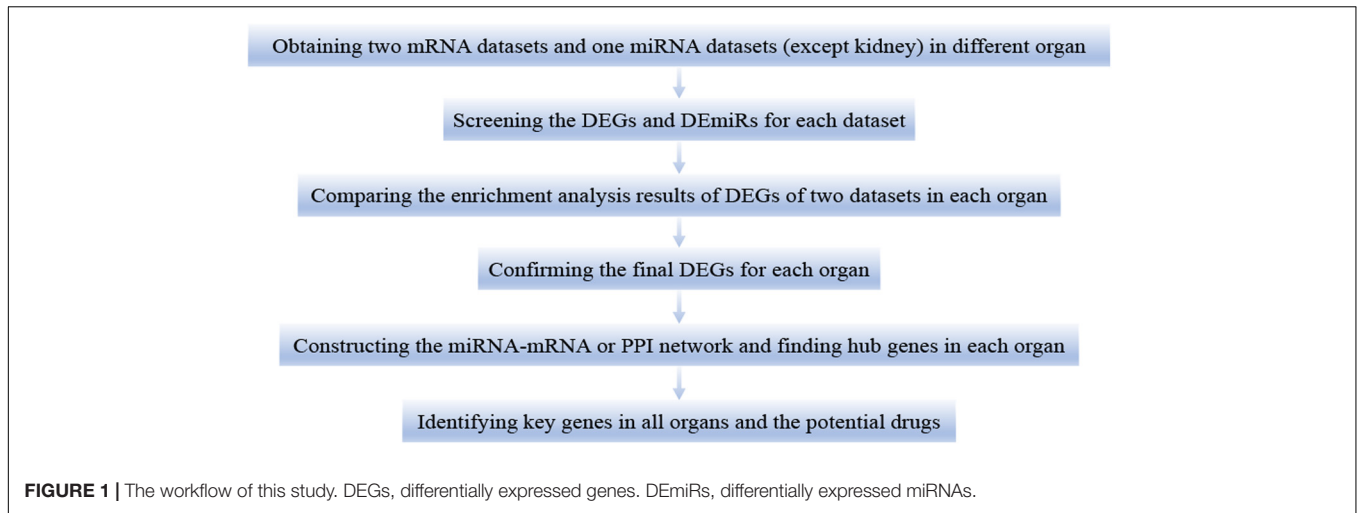 Obtaining two mRNA datasets and one miRNA datasets (except kidney) in different organ
Screening the DEGs and DEmiRs for each dataset
Comparing the enrichment analysis results of DEGs of two datasets in each organ
Confirming the final DEGs for each organ
Constructing the miRNA-mRNA or PPI network and finding hub genes in each organ
Identifying key genes in all organs and the potential drugs
FIGURE 1 | The workflow of this study. DEGs, differentially expressed genes. DEmiRs, differentially expressed miRNAs.